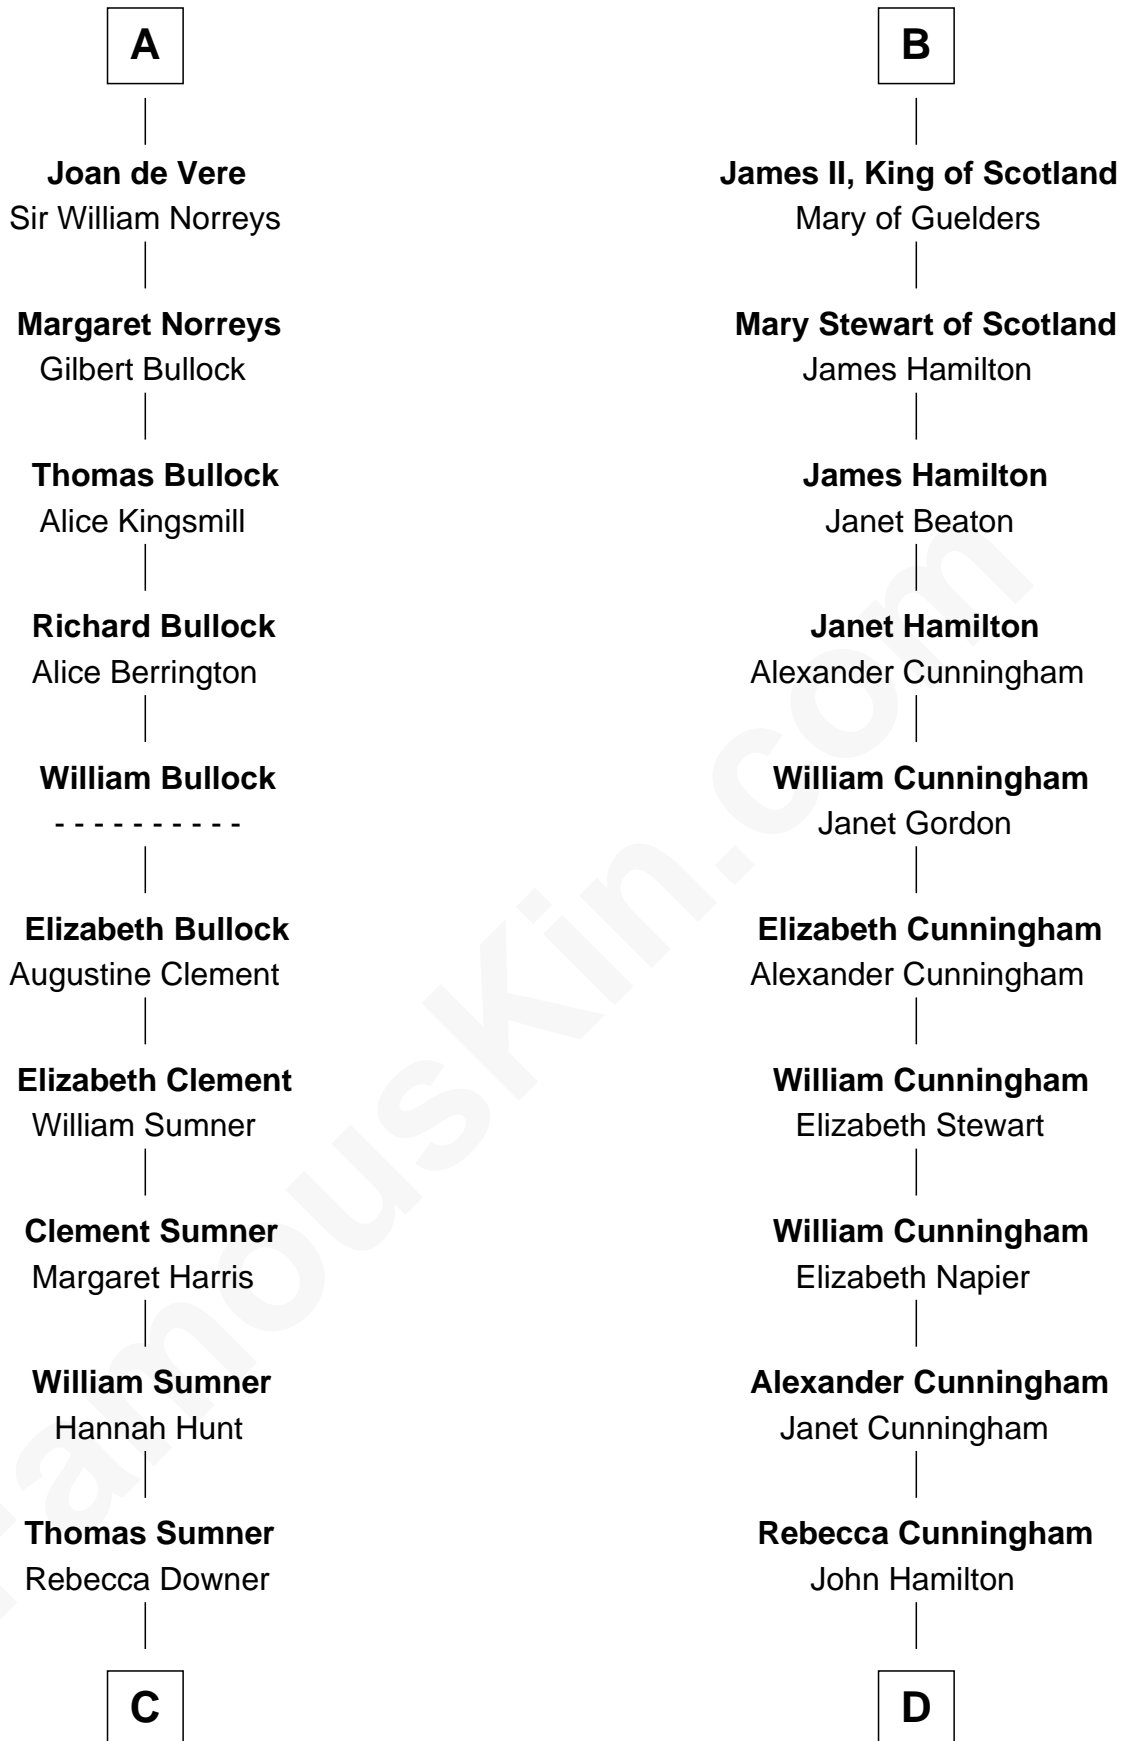 A
Joan de Vere
Sir William Norreys
Margaret Norreys
Gilbert Bullock
Thomas Bullock
Alice Kingsmill
Richard Bullock
Alice Berrington
William Bullock
- - - - - - - - - -
Elizabeth Bullock
Augustine Clement
Elizabeth Clement
William Sumner
Clement Sumner
Margaret Harris
William Sumner
Hannah Hunt
Thomas Sumner
Rebecca Downer
C
B
James II, King of Scotland
Mary of Guelders
Mary Stewart of Scotland
James Hamilton
James Hamilton
Janet Beaton
Janet Hamilton
Alexander Cunningham
William Cunningham
Janet Gordon
Elizabeth Cunningham
Alexander Cunningham
William Cunningham
Elizabeth Stewart
William Cunningham
Elizabeth Napier
Alexander Cunningham
Janet Cunningham
Rebecca Cunningham
John Hamilton
D
FamousKin.com